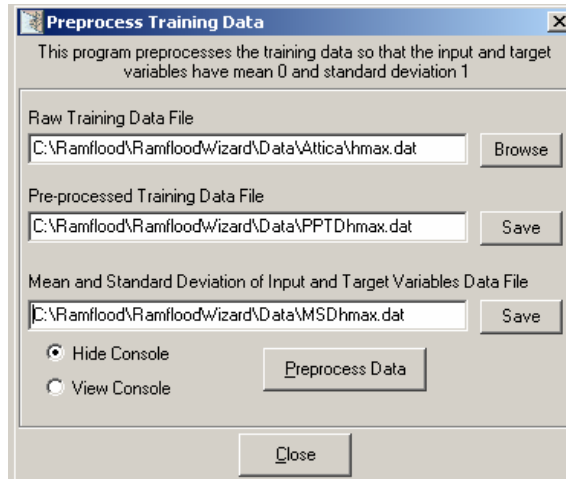 Preprocess Training Data
This program preprocesses the training data so that the input and target
variables have mean 0 and standard deviation 1
Raw Training Data File
C:\Ramflood\RamfloodWizard\Data\Attica\hmax.dat
Browse
Pre-processed Training Data File
C:\Ramflood\RamfloodWizard\Data\PPTDhmax.dat
Save
Mean and Standard Deviation of Input and Target Variables Data File
C:\Ramflood\RamfloodWizard\Data\MSDhmax.dat
Save
Hide Console
Preprocess Data
View Console
Close